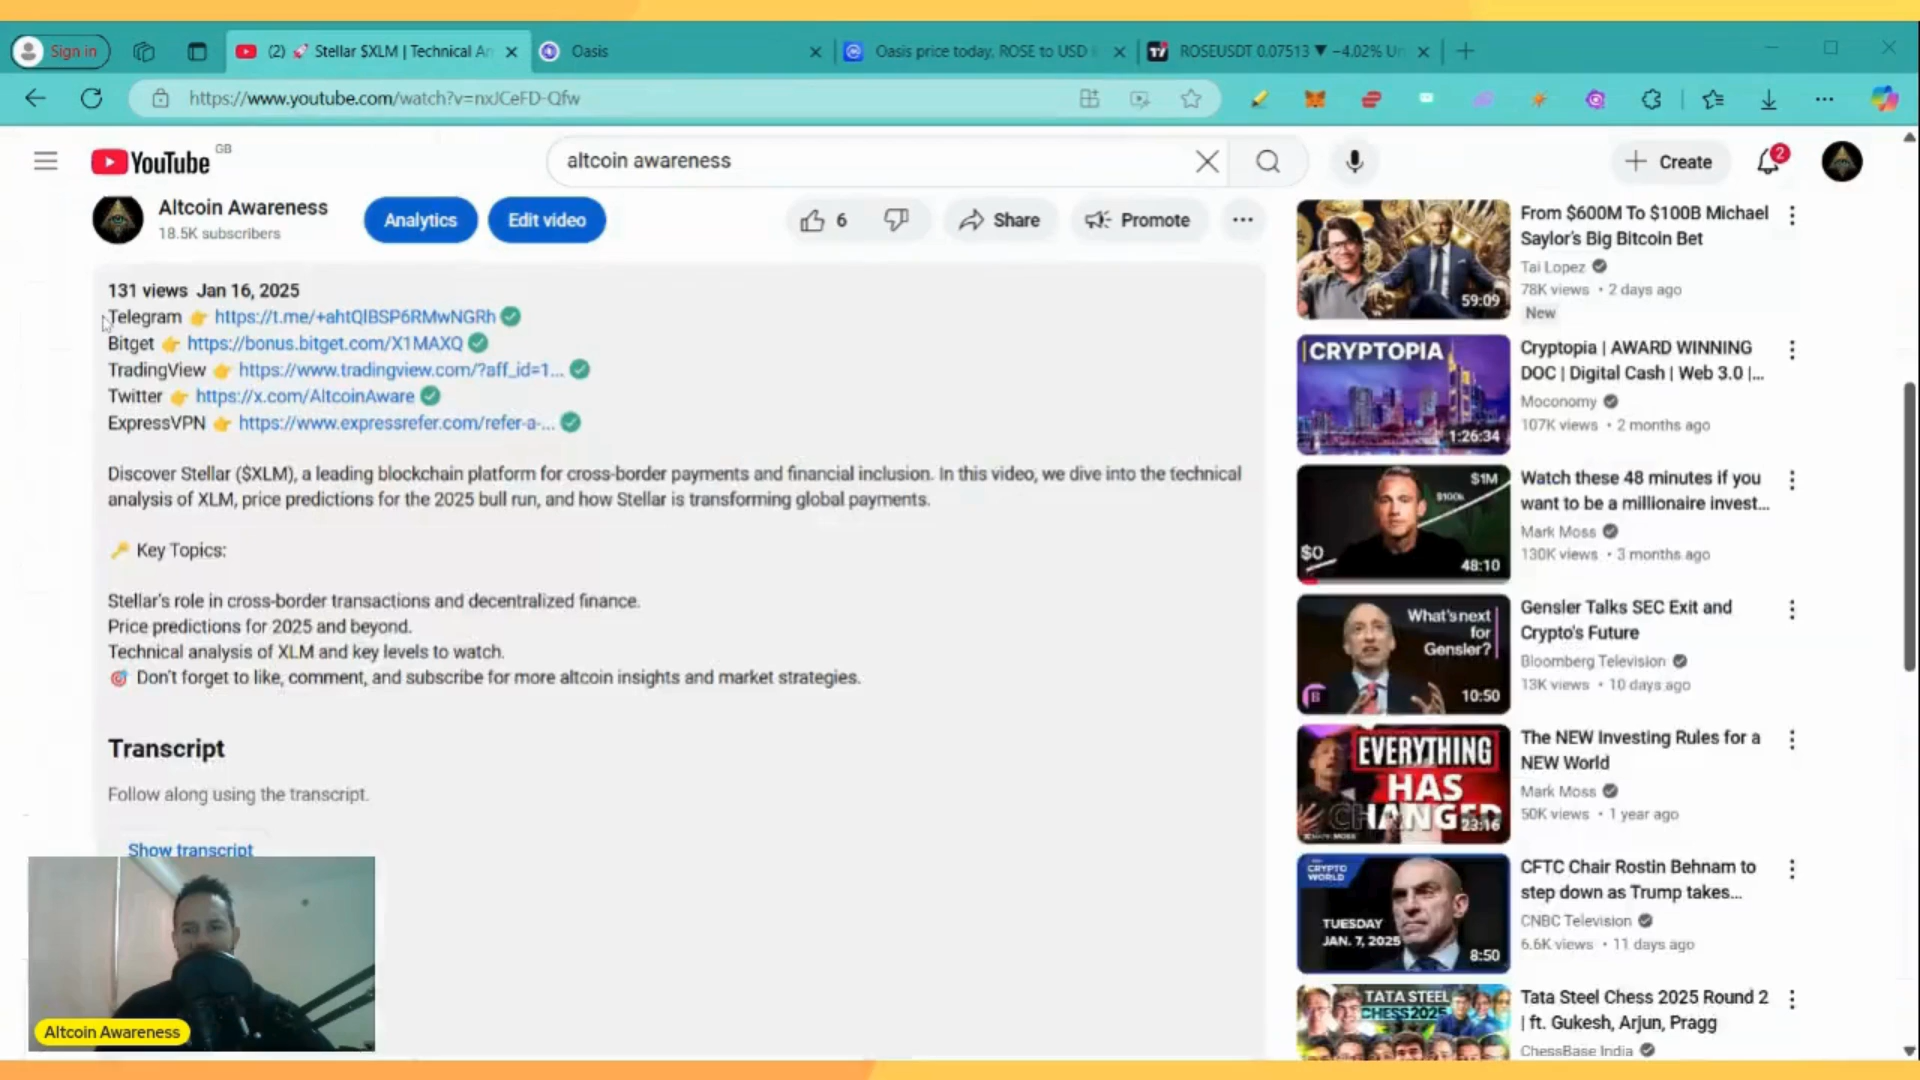 Sign in
(2) 🚀 Stellar $XLM | Technical An
Oasis
Oasis price today, ROSE to USD
ROSEUSDT 0.07513 ▼ −4.02% Un
https://www.youtube.com/watch?v=nxJCeFD-Qfw
YouTube GB
altcoin awareness
Create
2
Altcoin Awareness
18.5K subscribers
Analytics
Edit video
6
Share
Promote
131 views Jan 16, 2025
Telegram 👉 https://t.me/+ahtQlBSP6RMwNGRh
Bitget 👉 https://bonus.bitget.com/X1MAXQ
TradingView 👉 https://www.tradingview.com/?aff_id=1...
Twitter 👉 https://x.com/AltcoinAware
ExpressVPN 👉 https://www.expressrefer.com/refer-a-...
Discover Stellar ($XLM), a leading blockchain platform for cross-border payments and financial inclusion. In this video, we dive into the technical
analysis of XLM, price predictions for the 2025 bull run, and how Stellar is transforming global payments.
🔑 Key Topics:
Stellar's role in cross-border transactions and decentralized finance.
Price predictions for 2025 and beyond.
Technical analysis of XLM and key levels to watch.
🎯 Don't forget to like, comment, and subscribe for more altcoin insights and market strategies.
Transcript
Follow along using the transcript.
Show transcript
Altcoin Awareness
59:09
From $600M To $100B Michael
Saylor's Big Bitcoin Bet
Tai Lopez
78K views • 2 days ago
New
CRYPTOPIA
1:26:34
Cryptopia | AWARD WINNING
DOC | Digital Cash | Web 3.0 |...
Moconomy
107K views • 2 months ago
$1M
$100k
$0
48:10
Watch these 48 minutes if you
want to be a millionaire invest...
Mark Moss
130K views • 3 months ago
What's next
for
Gensler?
10:50
Gensler Talks SEC Exit and
Crypto's Future
Bloomberg Television
13K views • 10 days ago
EVERYTHING
HAS
CHANGED
23:16
The NEW Investing Rules for a
NEW World
Mark Moss
50K views • 1 year ago
CRYPTO
WORLD
TUESDAY
JAN. 7, 2025
8:50
CFTC Chair Rostin Behnam to
step down as Trump takes...
CNBC Television
6.6K views • 11 days ago
TATA STEEL
CHESS 2025
Tata Steel Chess 2025 Round 2
| ft. Gukesh, Arjun, Pragg
ChessBase India